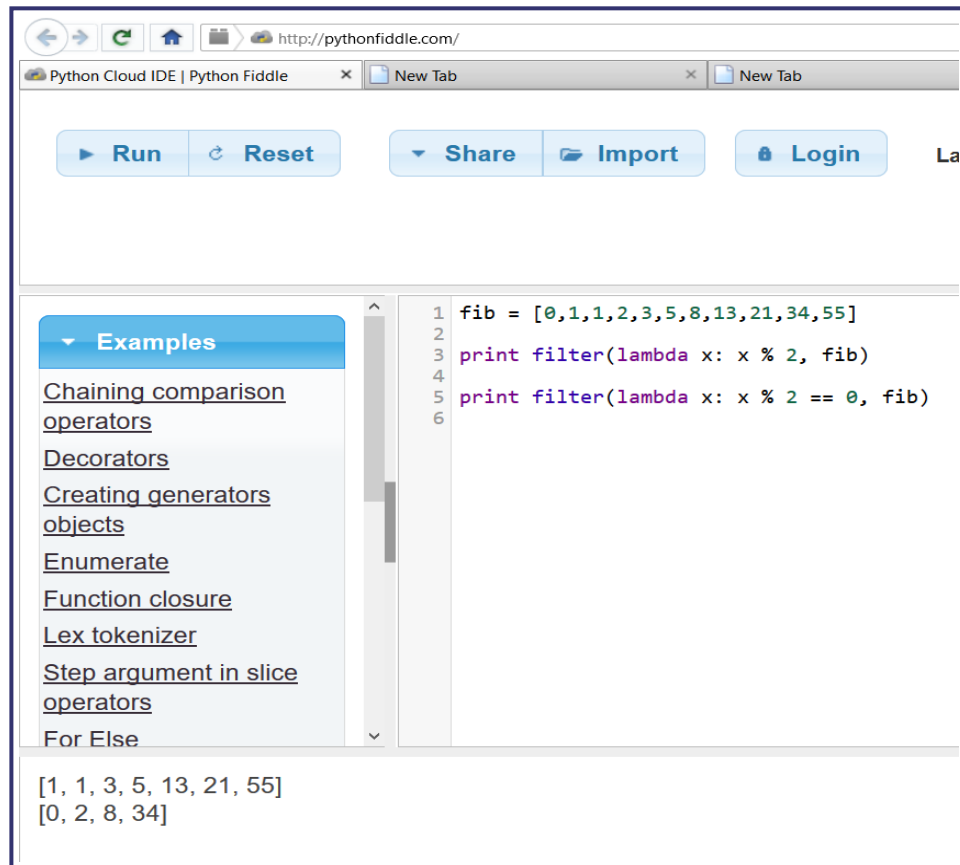 http://pythonfiddle.com/
Python Cloud IDE | Python Fiddle × New Tab × New Tab
Run Reset Share Import Login La
Examples
Chaining comparison
operators
Decorators
Creating generators
objects
Enumerate
Function closure
Lex tokenizer
Step argument in slice
operators
For Else
1 fib = [0,1,1,2,3,5,8,13,21,34,55]
2
3 print filter(lambda x: x % 2, fib)
4
5 print filter(lambda x: x % 2 == 0, fib)
6
[1, 1, 3, 5, 13, 21, 55]
[0, 2, 8, 34]